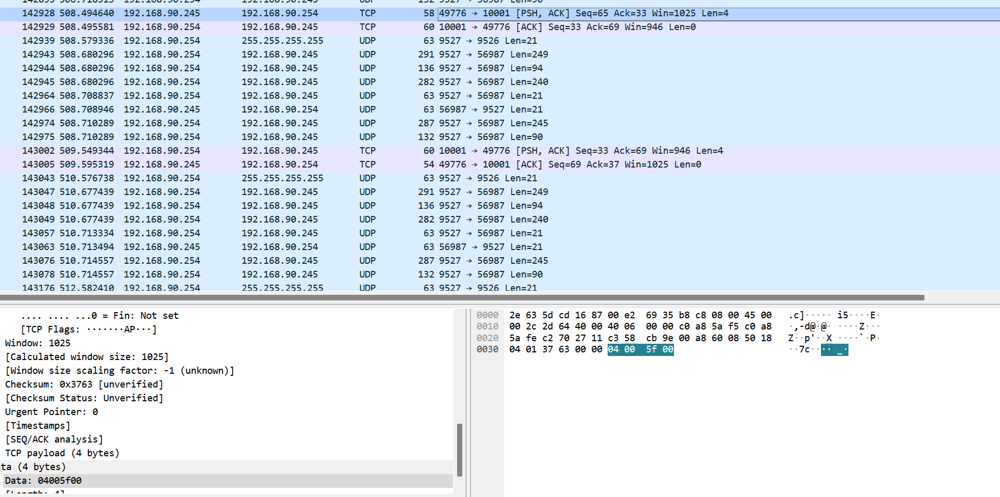 142928 508.494640 192.168.90.245 192.168.90.254 TCP 58 49776 → 10001 [PSH, ACK] Seq=65 Ack=33 Win=1025 Len=4
142929 508.495581 192.168.90.254 192.168.90.245 TCP 60 10001 → 49776 [ACK] Seq=33 Ack=69 Win=946 Len=0
142939 508.579336 192.168.90.254 255.255.255.255 UDP 63 9527 → 9526 Len=21
142943 508.680296 192.168.90.254 192.168.90.245 UDP 291 9527 → 56987 Len=249
142944 508.680296 192.168.90.254 192.168.90.245 UDP 136 9527 → 56987 Len=94
142945 508.680296 192.168.90.254 192.168.90.245 UDP 282 9527 → 56987 Len=240
142964 508.708837 192.168.90.254 192.168.90.245 UDP 63 9527 → 56987 Len=21
142966 508.708946 192.168.90.245 192.168.90.254 UDP 63 56987 → 9527 Len=21
142974 508.710289 192.168.90.254 192.168.90.245 UDP 287 9527 → 56987 Len=245
142975 508.710289 192.168.90.254 192.168.90.245 UDP 132 9527 → 56987 Len=90
143002 509.549344 192.168.90.254 192.168.90.245 TCP 60 10001 → 49776 [PSH, ACK] Seq=33 Ack=69 Win=946 Len=4
143005 509.595319 192.168.90.245 192.168.90.254 TCP 54 49776 → 10001 [ACK] Seq=69 Ack=37 Win=1025 Len=0
143043 510.576738 192.168.90.254 255.255.255.255 UDP 63 9527 → 9526 Len=21
143047 510.677439 192.168.90.254 192.168.90.245 UDP 291 9527 → 56987 Len=249
143048 510.677439 192.168.90.254 192.168.90.245 UDP 136 9527 → 56987 Len=94
143049 510.677439 192.168.90.254 192.168.90.245 UDP 282 9527 → 56987 Len=240
143057 510.713334 192.168.90.254 192.168.90.245 UDP 63 9527 → 56987 Len=21
143063 510.713494 192.168.90.245 192.168.90.254 UDP 63 56987 → 9527 Len=21
143076 510.714557 192.168.90.254 192.168.90.245 UDP 287 9527 → 56987 Len=245
143078 510.714557 192.168.90.254 192.168.90.245 UDP 132 9527 → 56987 Len=90
143176 512.582410 192.168.90.254 255.255.255.255 UDP 63 9527 → 9526 Len=21
.... .... ...0 = Fin: Not set
[TCP Flags: ·······AP···]
Window: 1025
[Calculated window size: 1025]
[Window size scaling factor: -1 (unknown)]
Checksum: 0x3763 [unverified]
[Checksum Status: Unverified]
Urgent Pointer: 0
[Timestamps]
[SEQ/ACK analysis]
TCP payload (4 bytes)
ta (4 bytes)
Data: 04005f00
[Length: 4]
0000 2e 63 5d cd 16 87 00 e2 69 35 b8 c8 08 00 45 00 .c]····· i5····E·
0010 00 2c 2d 64 40 00 40 06 00 00 c0 a8 5a f5 c0 a8 ·,-d@·@· ····Z···
0020 5a fe c2 70 27 11 c3 58 cb 9e 00 a8 60 08 50 18 Z··p'··X ····`·P·
0030 04 01 37 63 00 00 04 00 5f 00 ··7c···· _·